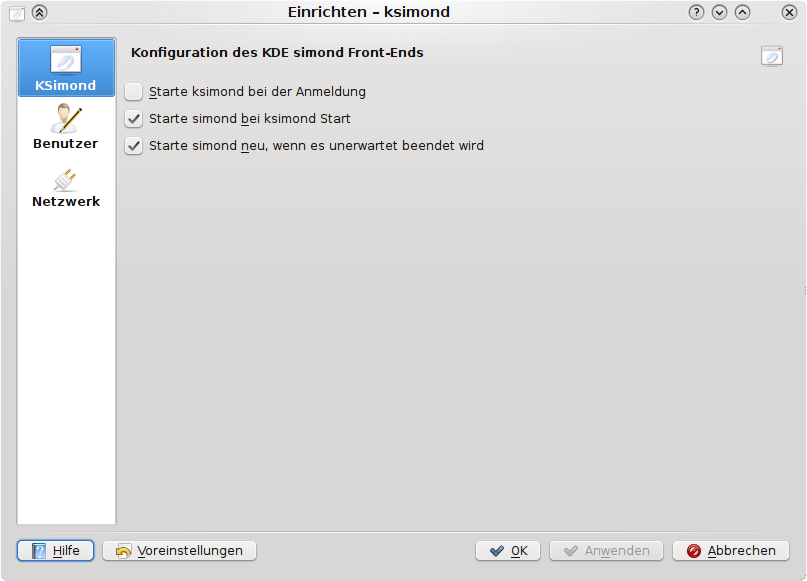 Einrichten – ksimond
KSimond
Benutzer
Netzwerk
Konfiguration des KDE simond Front-Ends
Starte ksimond bei der Anmeldung
Starte simond bei ksimond Start
Starte simond neu, wenn es unerwartet beendet wird
Hilfe
Voreinstellungen
OK
Anwenden
Abbrechen